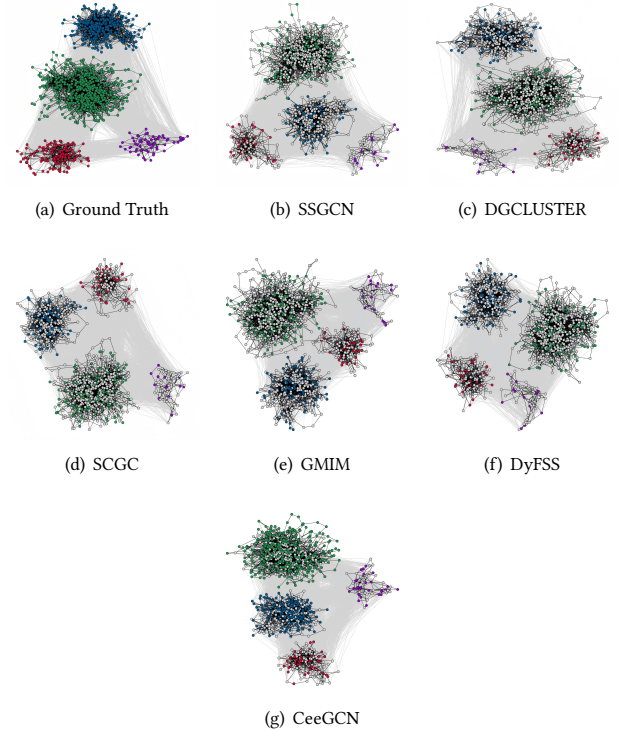 (a) Ground Truth
(b) SSGCN
(c) DGCLUSTER
(d) SCGC
(e) GMIM
(f) DyFSS
(g) CeeGCN